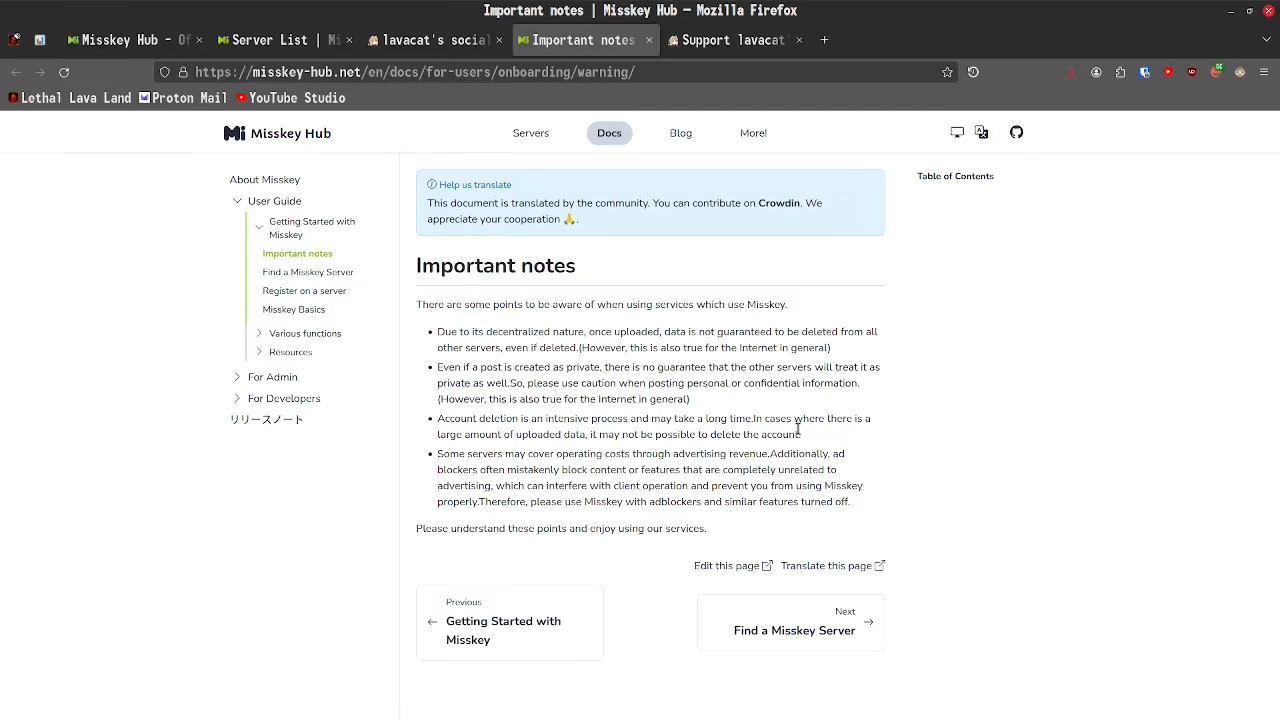 Important notes | Misskey Hub — Mozilla Firefox
Misskey Hub - Of
Server List | Mi
lavacat's social
Important notes
Support lavacat'
https://misskey-hub.net/en/docs/for-users/onboarding/warning/
Lethal Lava Land
Proton Mail
YouTube Studio
Misskey Hub
Servers
Docs
Blog
More!
About Misskey
User Guide
Getting Started with
Misskey
Important notes
Find a Misskey Server
Register on a server
Misskey Basics
Various functions
Resources
For Admin
For Developers
リリースノート
Help us translate
This document is translated by the community. You can contribute on Crowdin. We
appreciate your cooperation 🙏.
Important notes
There are some points to be aware of when using services which use Misskey.
• Due to its decentralized nature, once uploaded, data is not guaranteed to be deleted from all
other servers, even if deleted.(However, this is also true for the Internet in general)
• Even if a post is created as private, there is no guarantee that the other servers will treat it as
private as well.So, please use caution when posting personal or confidential information.
(However, this is also true for the Internet in general)
• Account deletion is an intensive process and may take a long time.In cases where there is a
large amount of uploaded data, it may not be possible to delete the account.
• Some servers may cover operating costs through advertising revenue.Additionally, ad
blockers often mistakenly block content or features that are completely unrelated to
advertising, which can interfere with client operation and prevent you from using Misskey
properly.Therefore, please use Misskey with adblockers and similar features turned off.
Please understand these points and enjoy using our services.
Edit this page
Translate this page
Previous
Getting Started with
Misskey
Next
Find a Misskey Server
Table of Contents